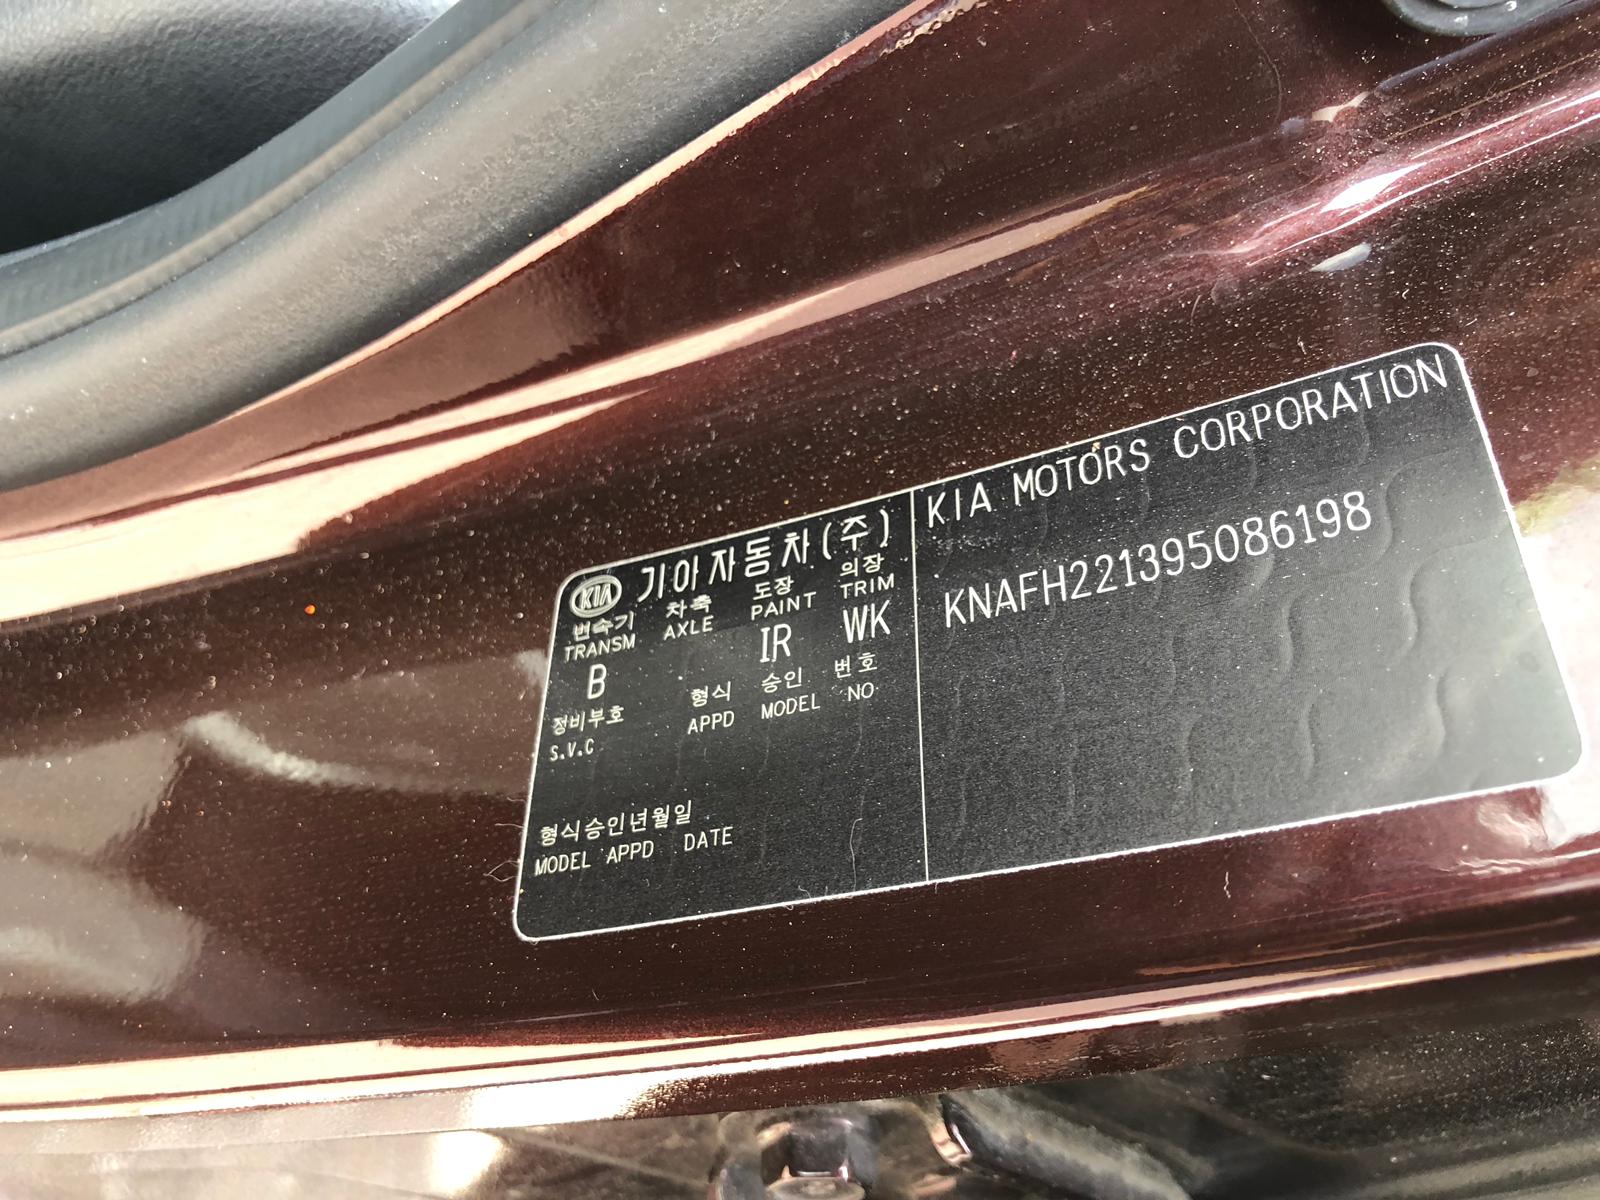 KIA 기아자동차(주)
변속기 차축 도장 의장
TRANSM AXLE PAINT TRIM
B IR WK
정비부호 형식 승인 번호
S.V.C APPD MODEL NO
형식승인년월일
MODEL APPD DATE
KIA MOTORS CORPORATION
KNAFH221395086198